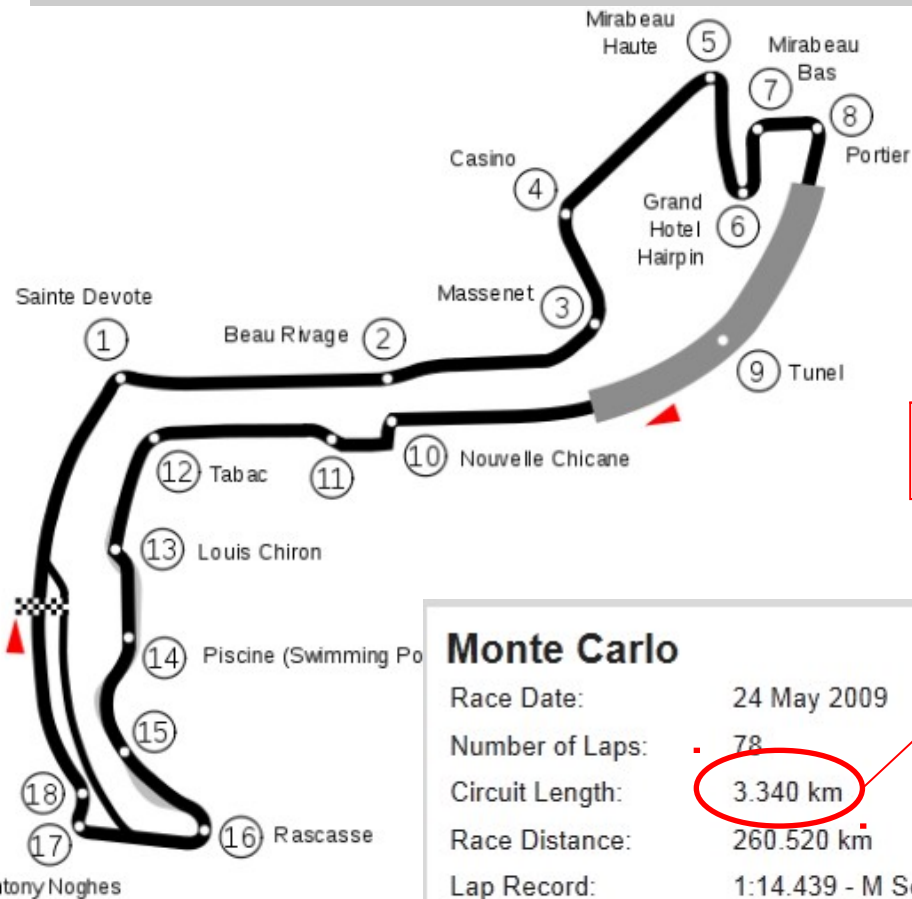 Mirabeau
Haute
5
Mirabeau
Bas
7
8
Portier
Casino
4
Grand
Hotel
Hairpin
6
Sainte Devote
1
Beau Rivage
2
Massenet
3
9
Tunel
10
Nouvelle Chicane
11
12
Tabac
13
Louis Chiron
14
Piscine (Swimming Po
15
16
Rascasse
18
17
tony Noghes
Monte Carlo
Race Date: 24 May 2009
Number of Laps: 78
Circuit Length: 3.340 km
Race Distance: 260.520 km
Lap Record: 1:14.439 - M Sc